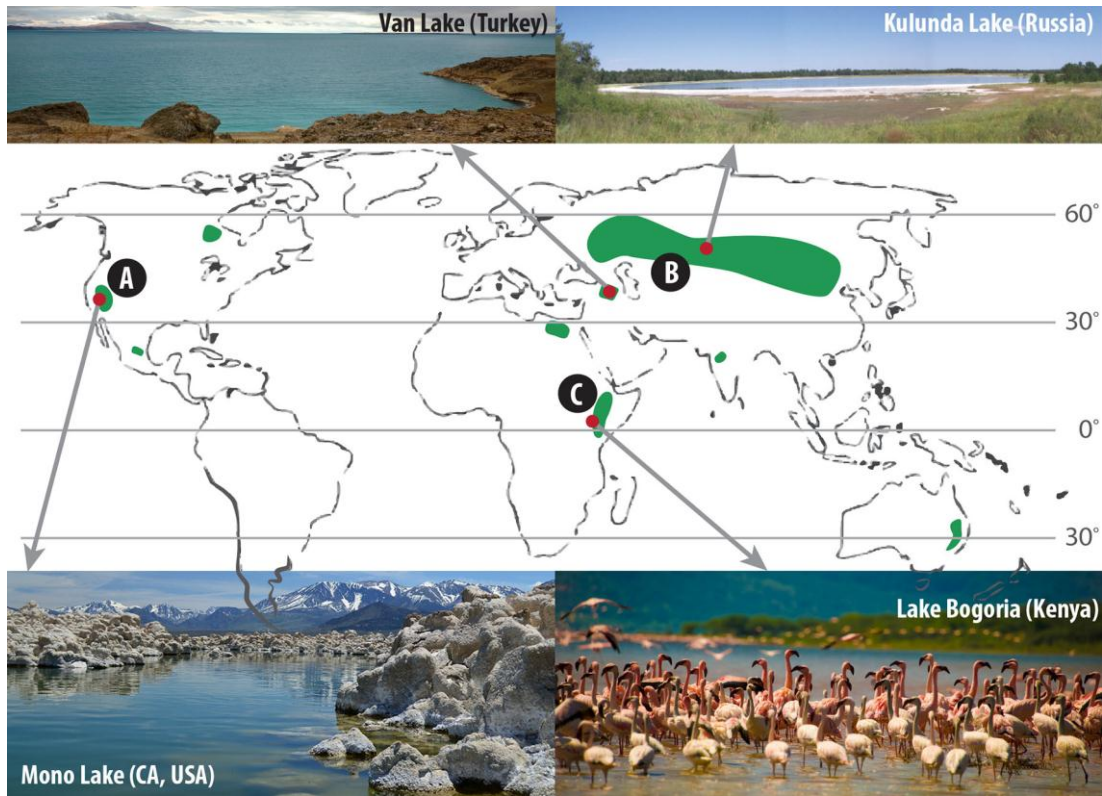 Van Lake (Turkey)
Kulunda Lake (Russia)
60°
A
B
30°
C
0°
30°
Lake Bogoria (Kenya)
Mono Lake (CA, USA)